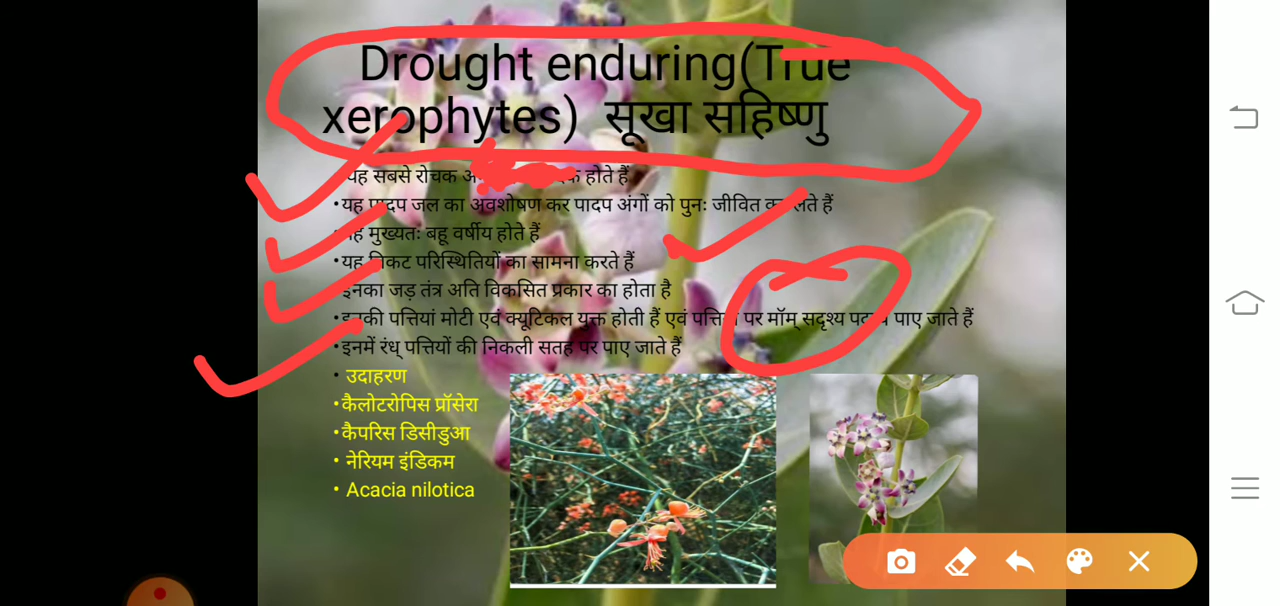 Drought enduring(True
xerophytes) सूखा सहिष्णु
यह सबसे रोचक होते हैं
•यह पादप जल का अवशोषण कर पादप अंगों को पुनः जीवित कर लेते हैं
यह मुख्यतः बहू वर्षीय होते हैं
•यह विकट परिस्थितियों का सामना करते हैं
•इनका जड़ तंत्र अति विकसित प्रकार का होता है
•इनकी पत्तियां मोटी एवं क्यूटिकल युक्त होती हैं एवं पत्तियों पर मॉम् सदृश्य पदार्थ पाए जाते हैं
•इनमें रंध् पत्तियों की निकली सतह पर पाए जाते हैं
• उदाहरण
•कैलोट्रोपिस प्रॉसेरा
•कैपरिस डिसीडुआ
• नेरियम इंडिकम
• Acacia nilotica